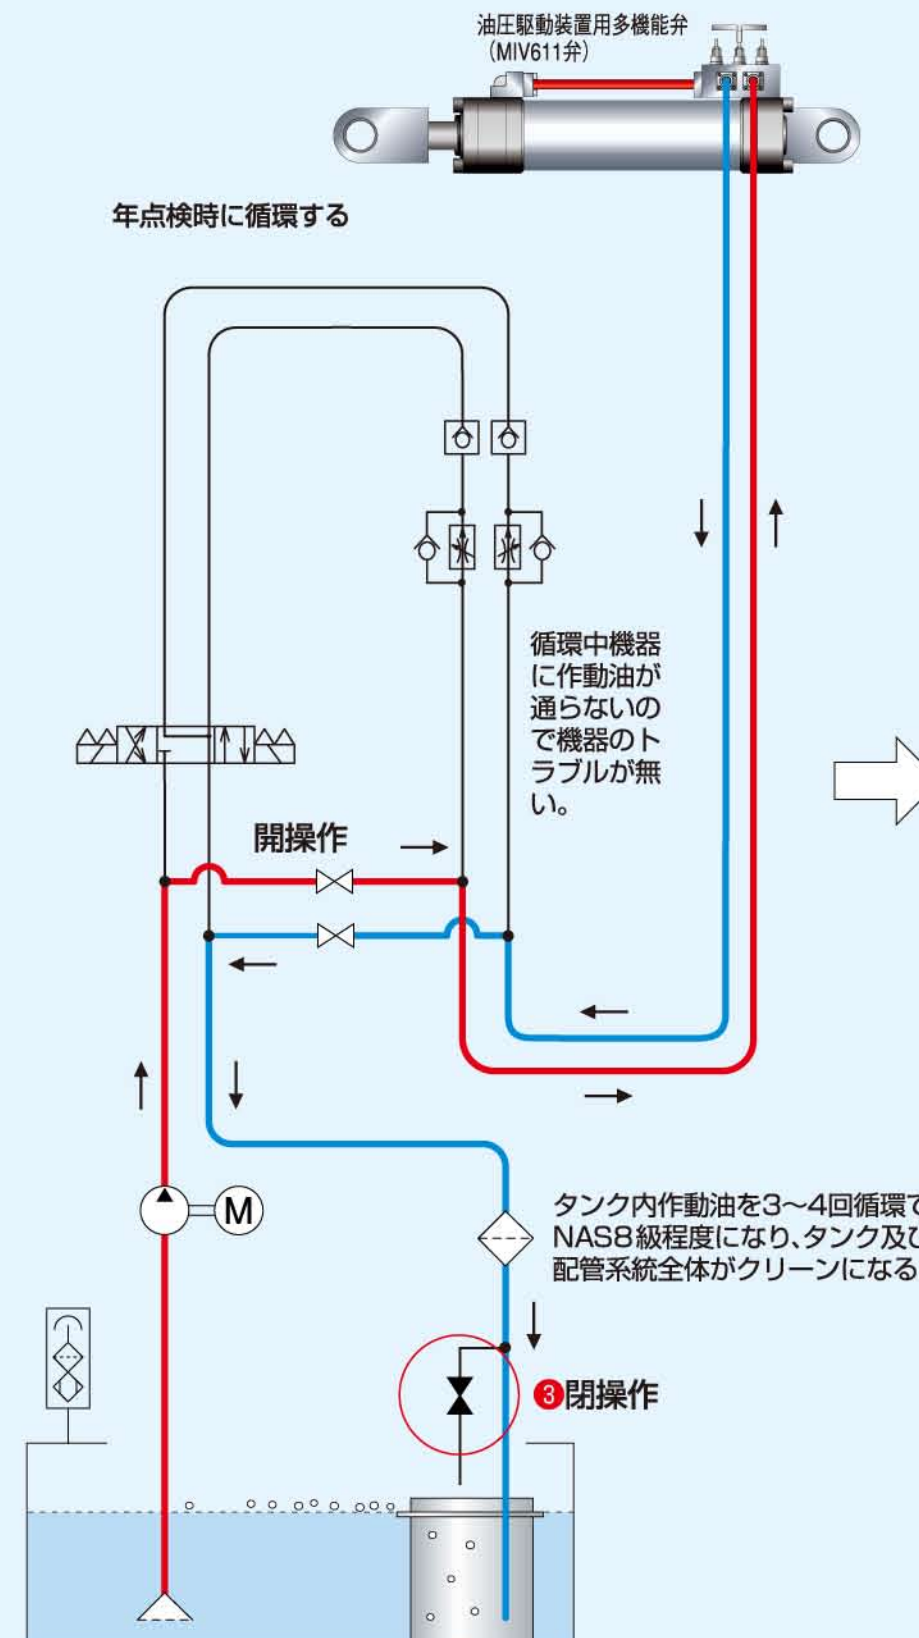 油圧駆動装置用多機能弁
（MIV611弁）
年点検時に循環する
循環中機器
に作動油が
通らないの
で機器のト
ラブルが無
い。
開操作
M
タンク内作動油を3〜4回循環で
NAS8級程度になり、タンク及び
配管系統全体がクリーンになる
❸閉操作